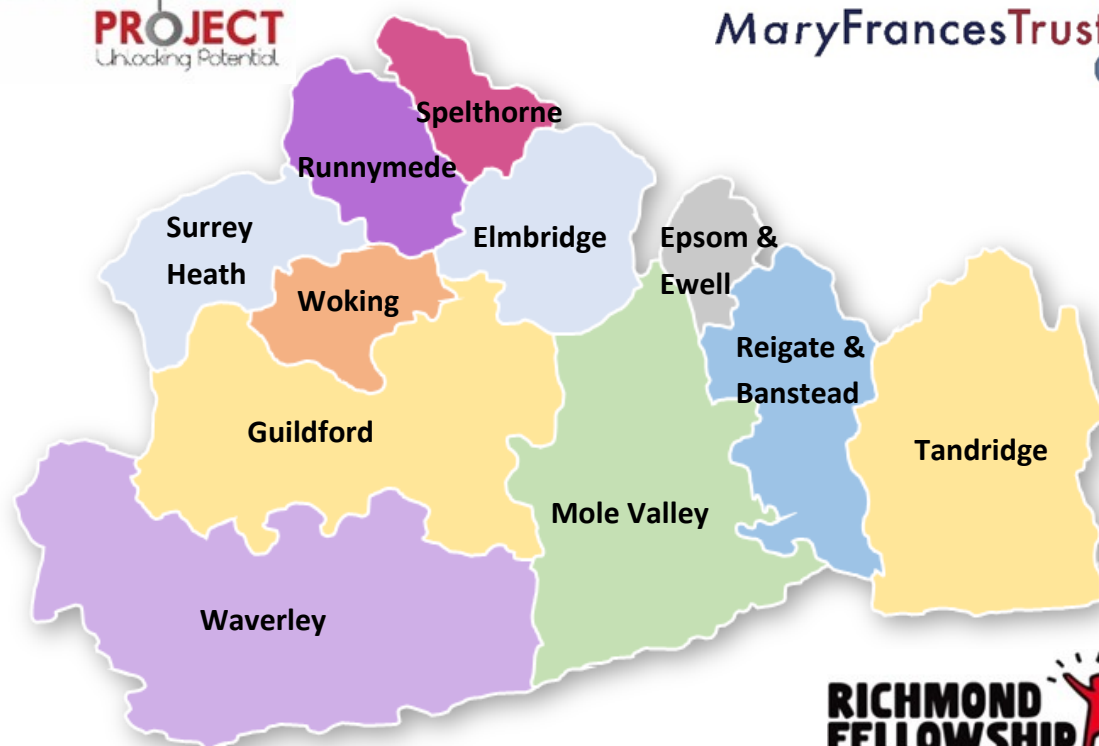 PROJECT
Unlocking Potential
MaryFrancesTrust
Spelthorne
Runnymede
Surrey
Heath
Elmbridge
Epsom &
Ewell
Woking
Reigate &
Banstead
Guildford
Tandridge
Mole Valley
Waverley
RICHMOND
FELLOWSHIP